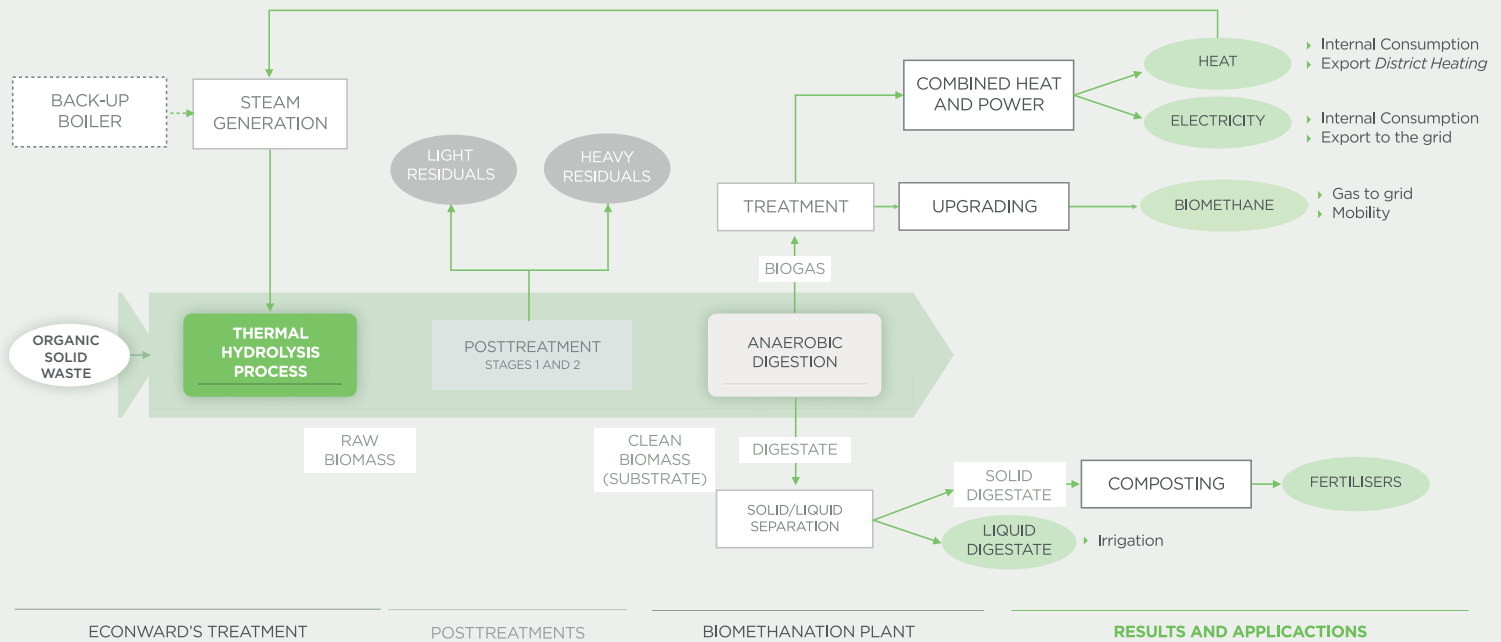 BACK-UP
BOILER
STEAM
GENERATION
LIGHT
RESIDUALS
HEAVY
RESIDUALS
COMBINED HEAT
AND POWER
HEAT
Internal Consumption
Export District Heating
ELECTRICITY
Internal Consumption
Export to the grid
TREATMENT
UPGRADING
BIOMETHANE
Gas to grid
Mobility
BIOGAS
ORGANIC
SOLID
WASTE
THERMAL
HYDROLYSIS
PROCESS
POSTTREATMENT
STAGES 1 AND 2
ANAEROBIC
DIGESTION
RAW
BIOMASS
CLEAN
BIOMASS
(SUBSTRATE)
DIGESTATE
SOLID/LIQUID
SEPARATION
SOLID
DIGESTATE
COMPOSTING
FERTILISERS
LIQUID
DIGESTATE
Irrigation
ECONWARD'S TREATMENT
POSTTREATMENTS
BIOMETHANATION PLANT
RESULTS AND APPLICACTIONS